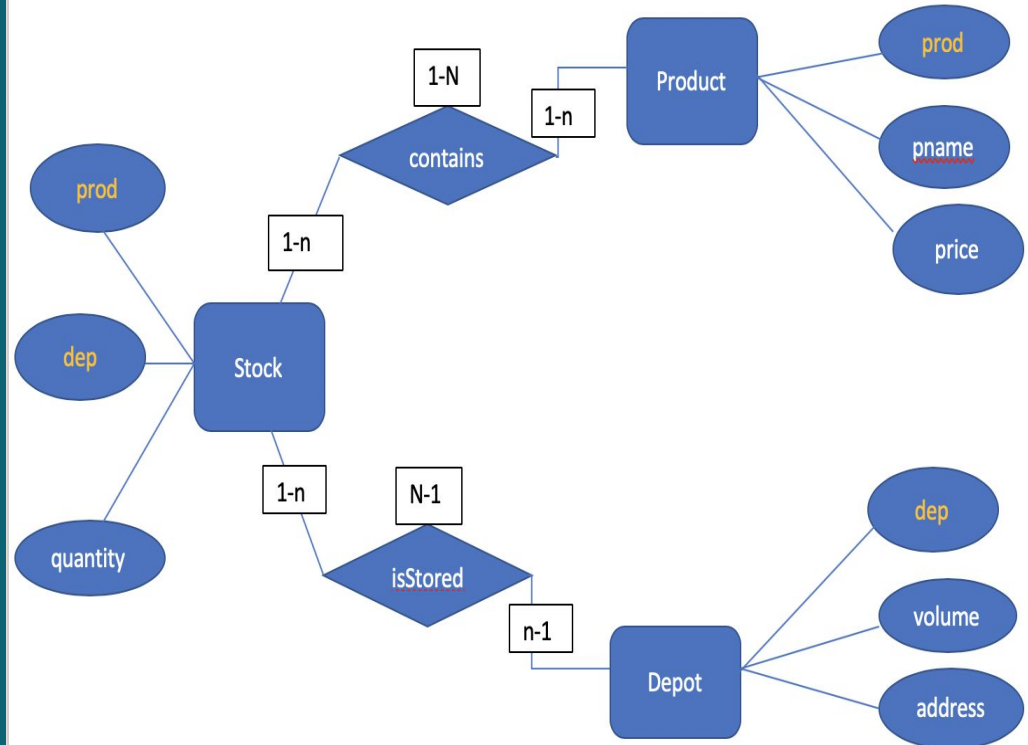 prod
1-N
Product
1-n
contains
pname
prod
1-n
price
dep
Stock
1-n
N-1
dep
quantity
isStored
volume
n-1
Depot
address